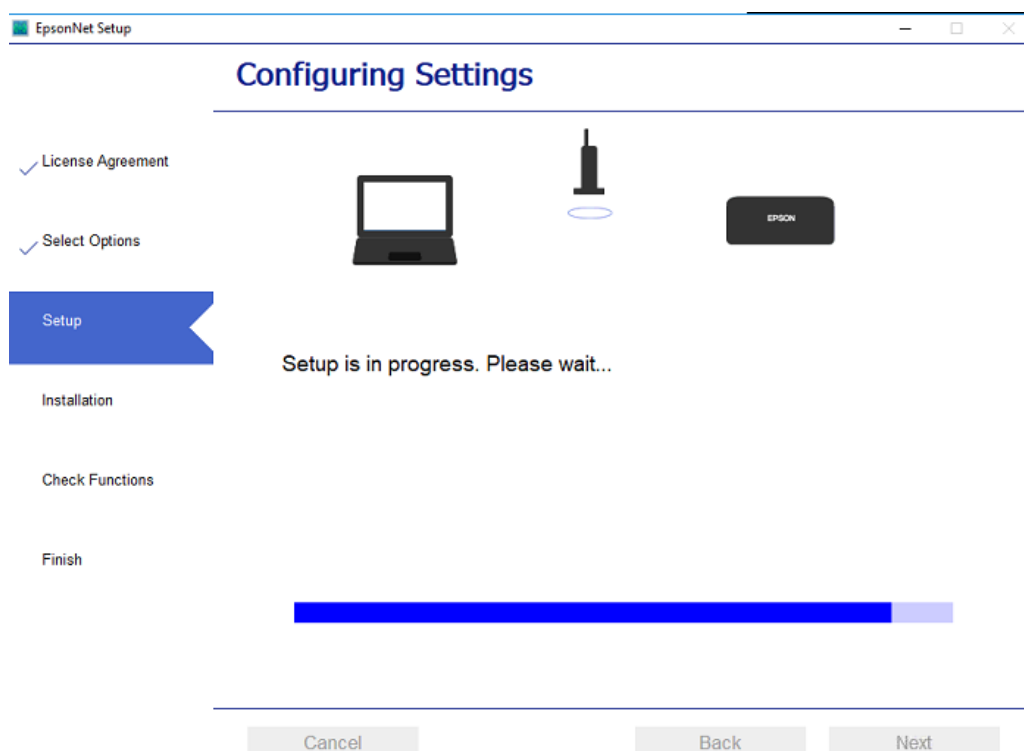 EpsonNet Setup
Configuring Settings
License Agreement
Select Options
Setup
Installation
Check Functions
Finish
EPSON
Setup is in progress. Please wait...
Cancel
Back
Next